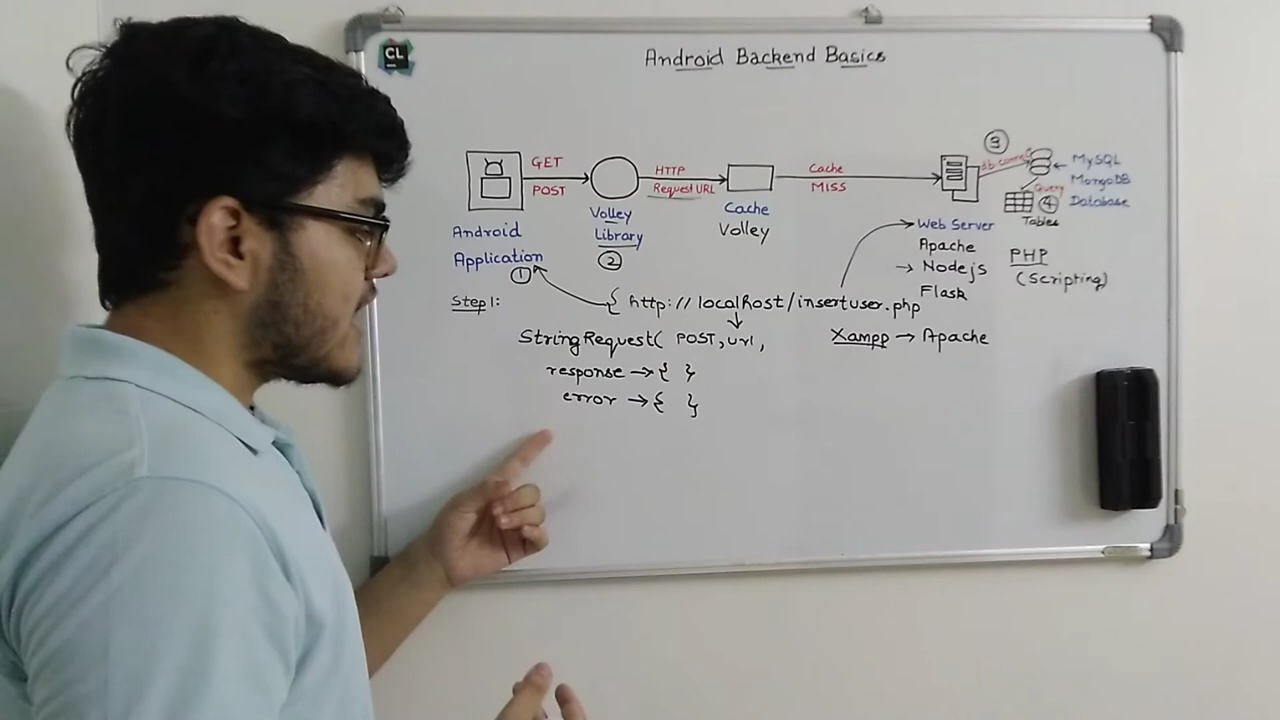 CL
Android Backend Basics
GET
POST
HTTP
Request URL
Cache
MISS
3
db connect
MySQL
MongoDB
Database
Query
4
Tables
Android
Application
1
Volley
Library
2
Cache
Volley
Web Server
Apache
→ Nodejs
Flask
PHP
(Scripting)
Step 1:
{ http://localhost/insertuser.php
StringRequest( POST, url,
response → { }
error → { }
Xampp → Apache